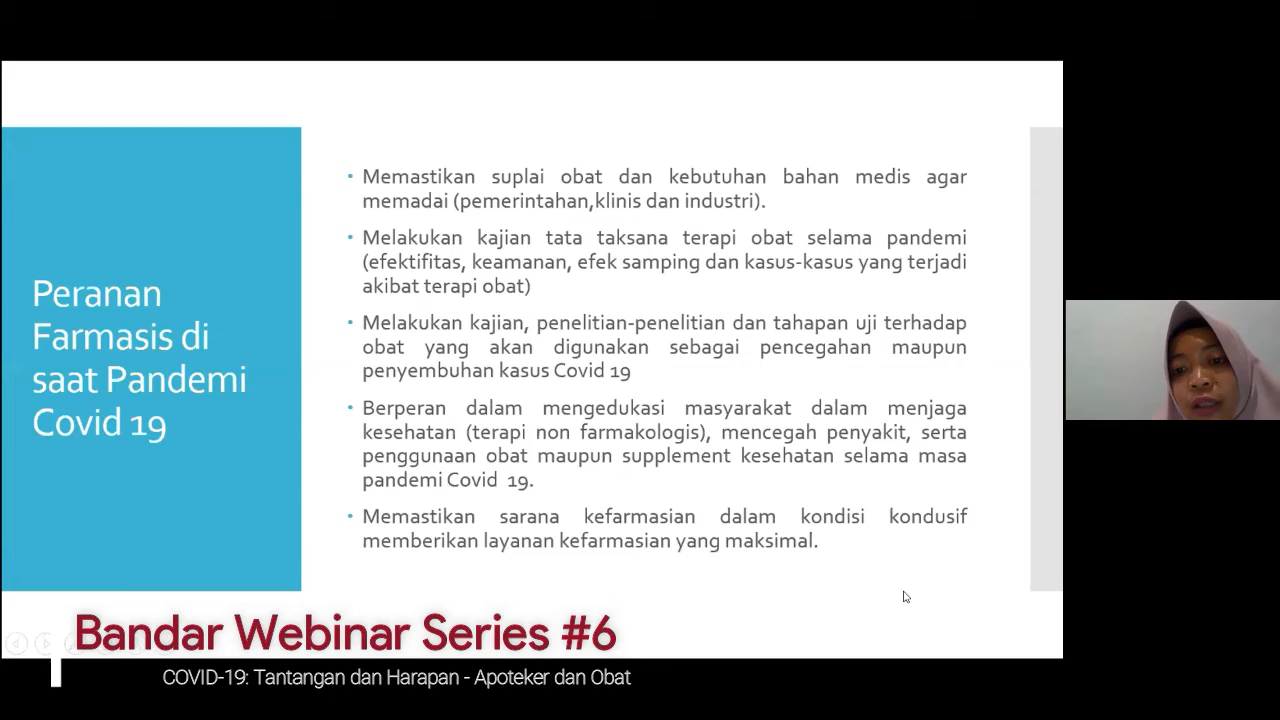 Peranan
Farmasis di
saat Pandemi
Covid 19
• Memastikan suplai obat dan kebutuhan bahan medis agar
memadai (pemerintahan,klinis dan industri).
• Melakukan kajian tata taksana terapi obat selama pandemi
(efektifitas, keamanan, efek samping dan kasus-kasus yang terjadi
akibat terapi obat)
• Melakukan kajian, penelitian-penelitian dan tahapan uji terhadap
obat yang akan digunakan sebagai pencegahan maupun
penyembuhan kasus Covid 19
• Berperan dalam mengedukasi masyarakat dalam menjaga
kesehatan (terapi non farmakologis), mencegah penyakit, serta
penggunaan obat maupun supplement kesehatan selama masa
pandemi Covid 19.
• Memastikan sarana kefarmasian dalam kondisi kondusif
memberikan layanan kefarmasian yang maksimal.
Bandar Webinar Series #6
COVID-19: Tantangan dan Harapan - Apoteker dan Obat